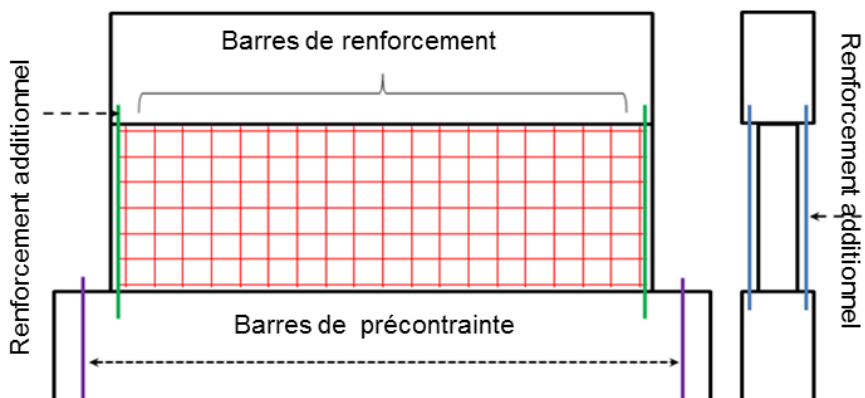 Barres de renforcement
Renforcement additionnel
Renforcement additionnel
Barres de précontrainte